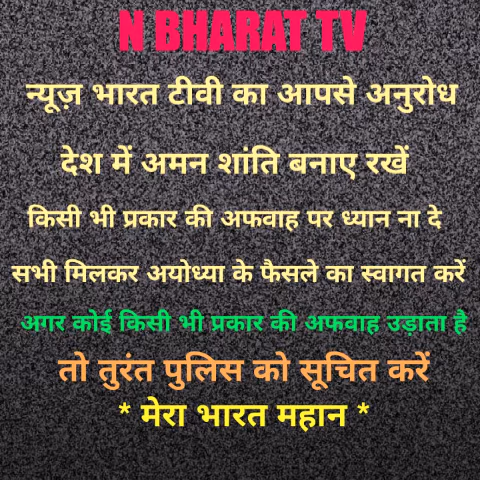 N BHARAT TV
न्यूज़ भारत टीवी का आपसे अनुरोध
देश में अमन शांति बनाए रखें
किसी भी प्रकार की अफवाह पर ध्यान ना दे
सभी मिलकर अयोध्या के फैसले का स्वागत करें
अगर कोई किसी भी प्रकार की अफवाह उड़ाता है
तो तुरंत पुलिस को सूचित करें
* मेरा भारत महान *